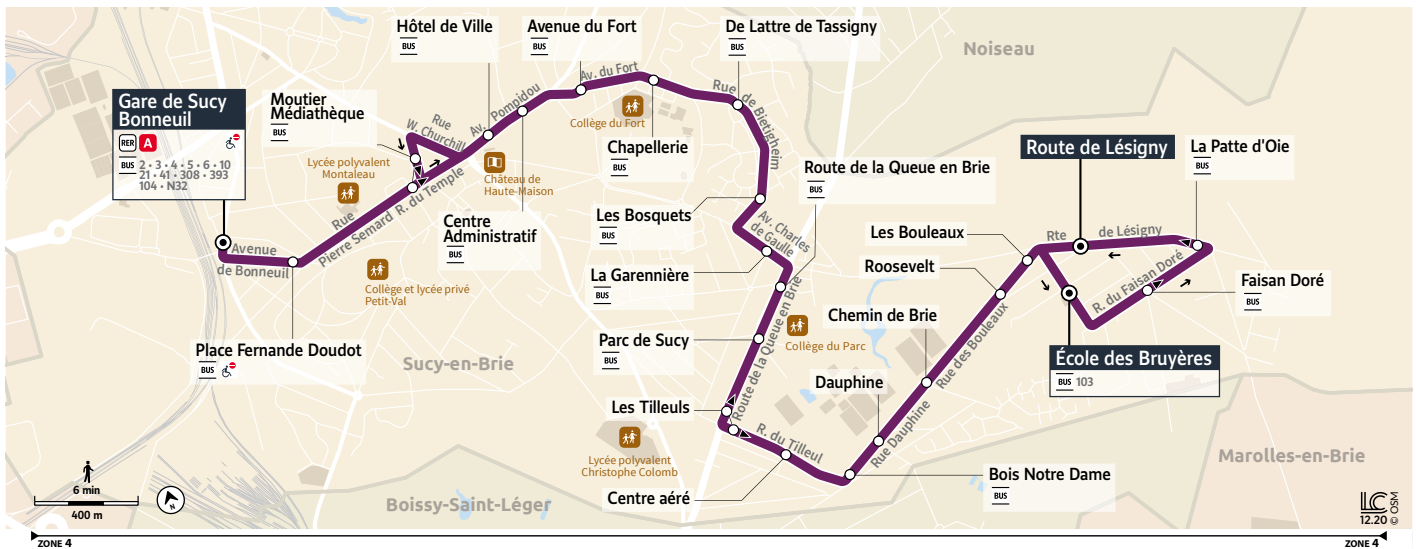 Hôtel de Ville
BUS
Avenue du Fort
BUS
De Lattre de Tassigny
BUS
Noiseau
Gare de Sucy
Bonneuil
RER A
BUS 2 • 3 • 4 • 5 • 6 • 10
21 • 41 • 308 • 393
104 • N32
Moutier
Médiathèque
BUS
Rue
W. Churchill
Av. Pompidou
Av. du Fort
Rue de Bietigheim
Collège du Fort
Lycée polyvalent
Montaleau
Château de
Haute-Maison
Chapellerie
BUS
Route de la Queue en Brie
BUS
Route de Lésigny
La Patte d'Oie
BUS
Rue
Pierre Semard
R. du Temple
Centre
Administratif
BUS
Les Bosquets
BUS
Av. Charles
de Gaulle
Les Bouleaux
Rte de Lésigny
Avenue
de Bonneuil
Collège et lycée privé
Petit-Val
La Garennière
BUS
Roosevelt
R. du Faisan Doré
Faisan Doré
BUS
Chemin de Brie
Place Fernande Doudot
BUS
Sucy-en-Brie
Parc de Sucy
BUS
Route de la Queue en Brie
Collège du Parc
Rue des Bouleaux
École des Bruyères
BUS 103
Dauphine
Les Tilleuls
R. du Tilleul
Rue Dauphine
Lycée polyvalent
Christophe Colomb
Marolles-en-Brie
Bois Notre Dame
BUS
Centre aéré
Boissy-Saint-Léger
6 min
400 m
N
LC
12.20
© OSM
ZONE 4
ZONE 4